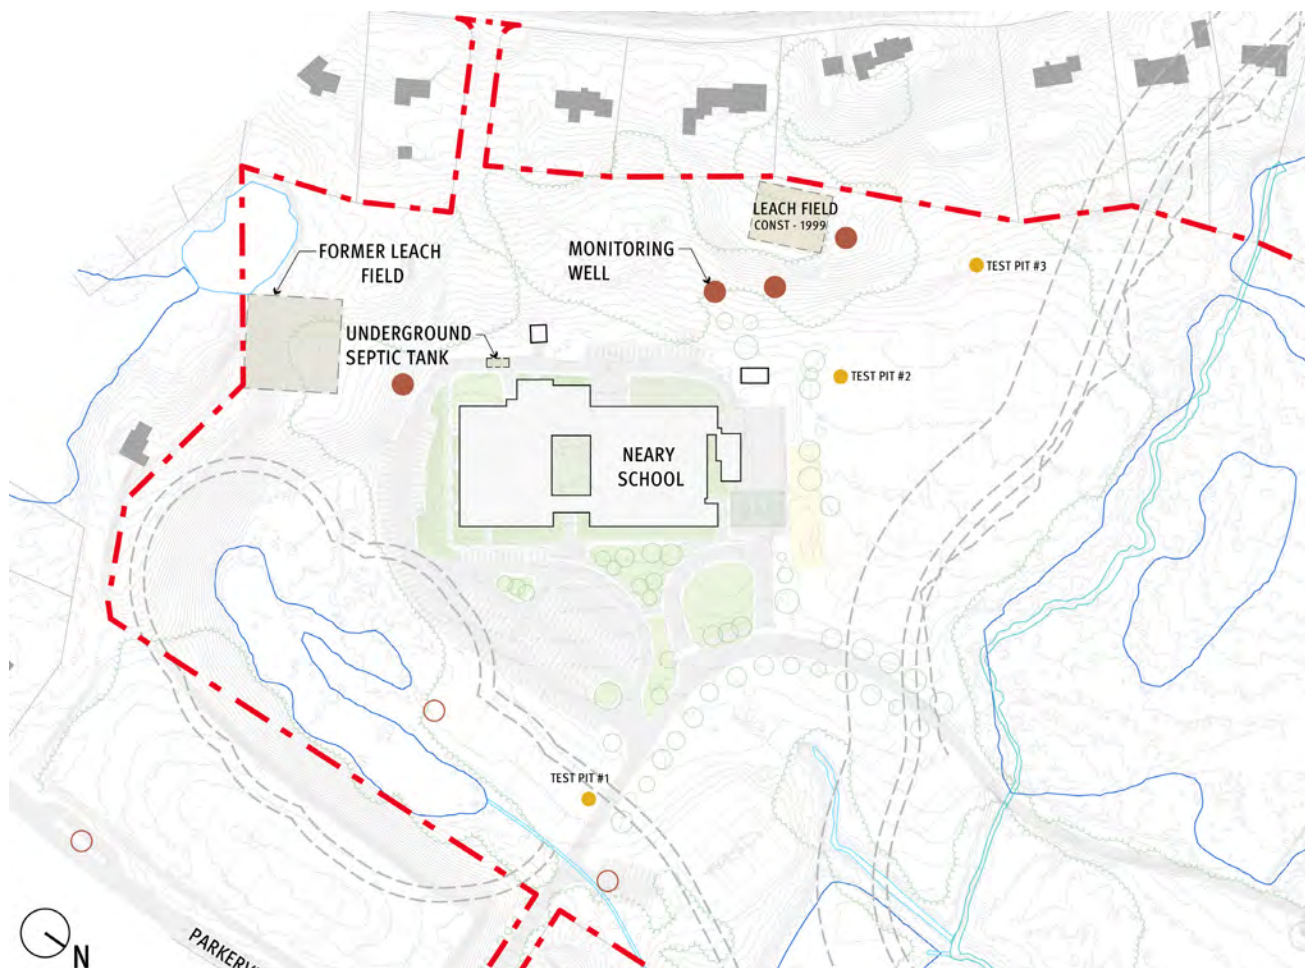 LEACH FIELD
CONST - 1999
FORMER LEACH
FIELD
MONITORING
WELL
TEST PIT #3
UNDERGROUND
SEPTIC TANK
TEST PIT #2
NEARY
SCHOOL
TEST PIT #1
N